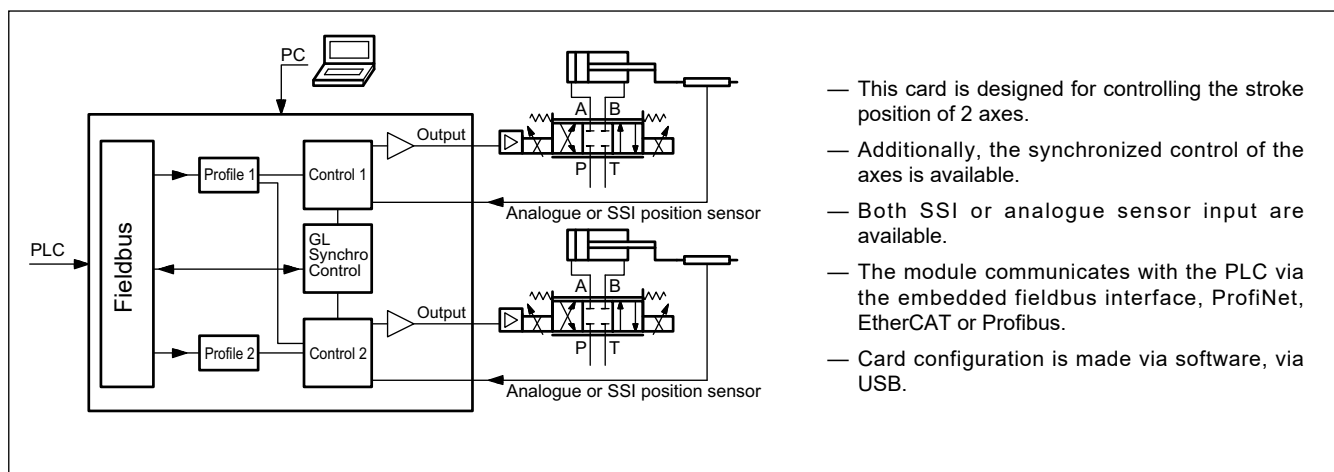 PC
PLC
Fieldbus
Profile 1
Control 1
Output
A B
P T
Analogue or SSI position sensor
GL
Synchro
Control
Profile 2
Control 2
Output
A B
P T
Analogue or SSI position sensor
— This card is designed for controlling the stroke
position of 2 axes.
— Additionally, the synchronized control of the
axes is available.
— Both SSI or analogue sensor input are
available.
— The module communicates with the PLC via
the embedded fieldbus interface, ProfiNet,
EtherCAT or Profibus.
— Card configuration is made via software, via
USB.